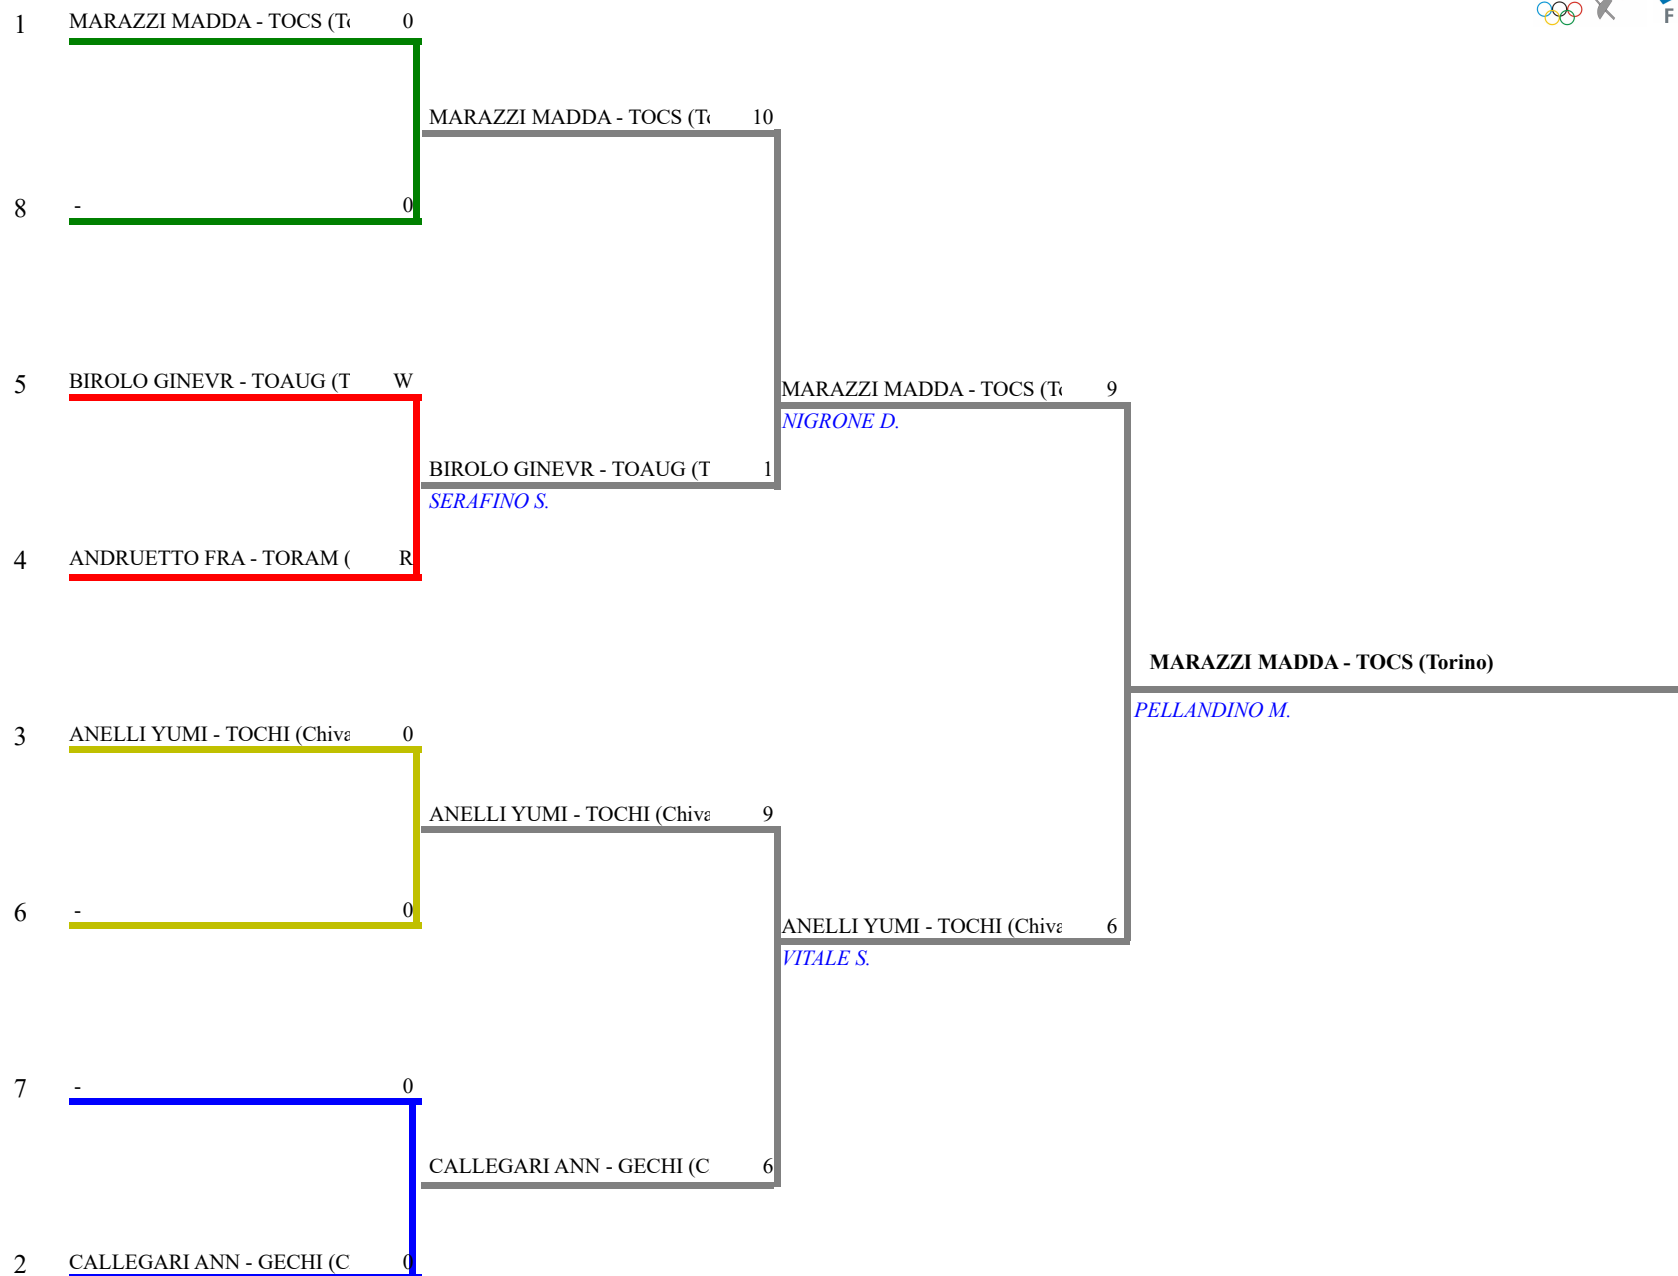 1 MARAZZI MADDA - TOCS (To 0
MARAZZI MADDA - TOCS (To 10
8 - 0
5 BIROLO GINEVR - TOAUG (T W
MARAZZI MADDA - TOCS (To 9
NIGRONE D.
BIROLO GINEVR - TOAUG (T 1
SERAFINO S.
4 ANDRUETTO FRA - TORAM ( R
MARAZZI MADDA - TOCS (Torino)
PELLANDINO M.
3 ANELLI YUMI - TOCHI (Chiva 0
ANELLI YUMI - TOCHI (Chiva 9
6 - 0
ANELLI YUMI - TOCHI (Chiva 6
VITALE S.
7 - 0
CALLEGARI ANN - GECHI (C 6
2 CALLEGARI ANN - GECHI (C 0
F